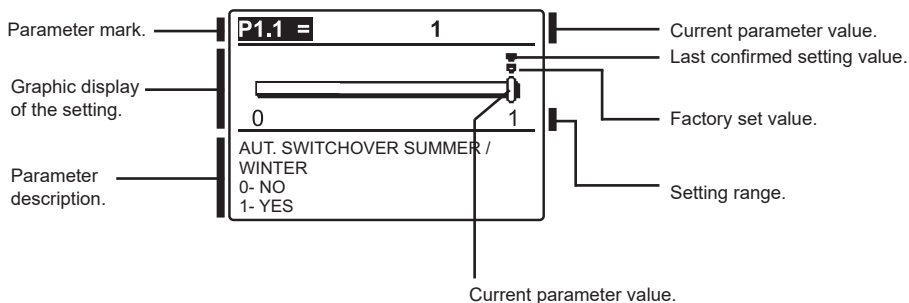 Parameter mark.
Graphic display
of the setting.
Parameter
description.
P1.1 = 1
0 1
AUT. SWITCHOVER SUMMER /
WINTER
0- NO
1- YES
Current parameter value.
Last confirmed setting value.
Factory set value.
Setting range.
Current parameter value.